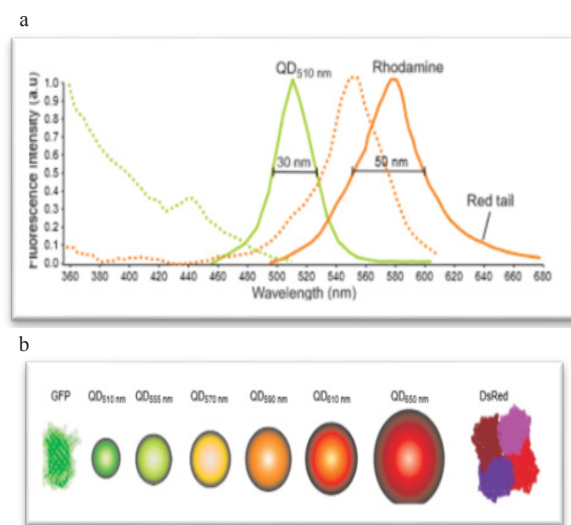 a
QD510 nm Rhodamine
Fluorescence intensity (a.u)
1.0
0.9
0.8
0.7
0.6
0.5
0.4
0.3
0.2
0.1
0.0
30 nm 50 nm
Red tail
360 380 400 420 440 460 480 500 520 540 560 580 600 620 640 660 680
Wavelength (nm)
b
GFP QD510 nm QD555 nm QD570 nm QD590 nm QD610 nm QD650 nm DsRed